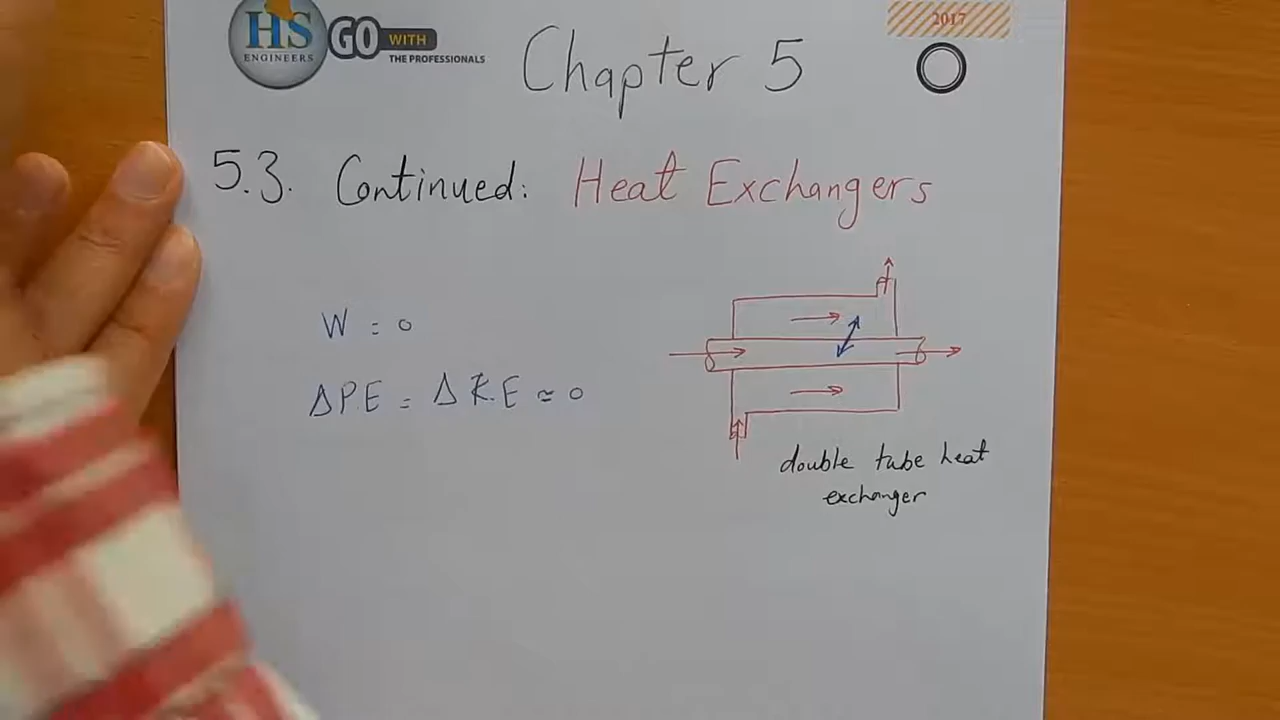 HS
ENGINEERS
GO WITH
THE PROFESSIONALS
2017
Chapter 5
5.3. Continued: Heat Exchangers
W = 0
ΔP.E = ΔK.E ≈ 0
double tube heat
exchanger